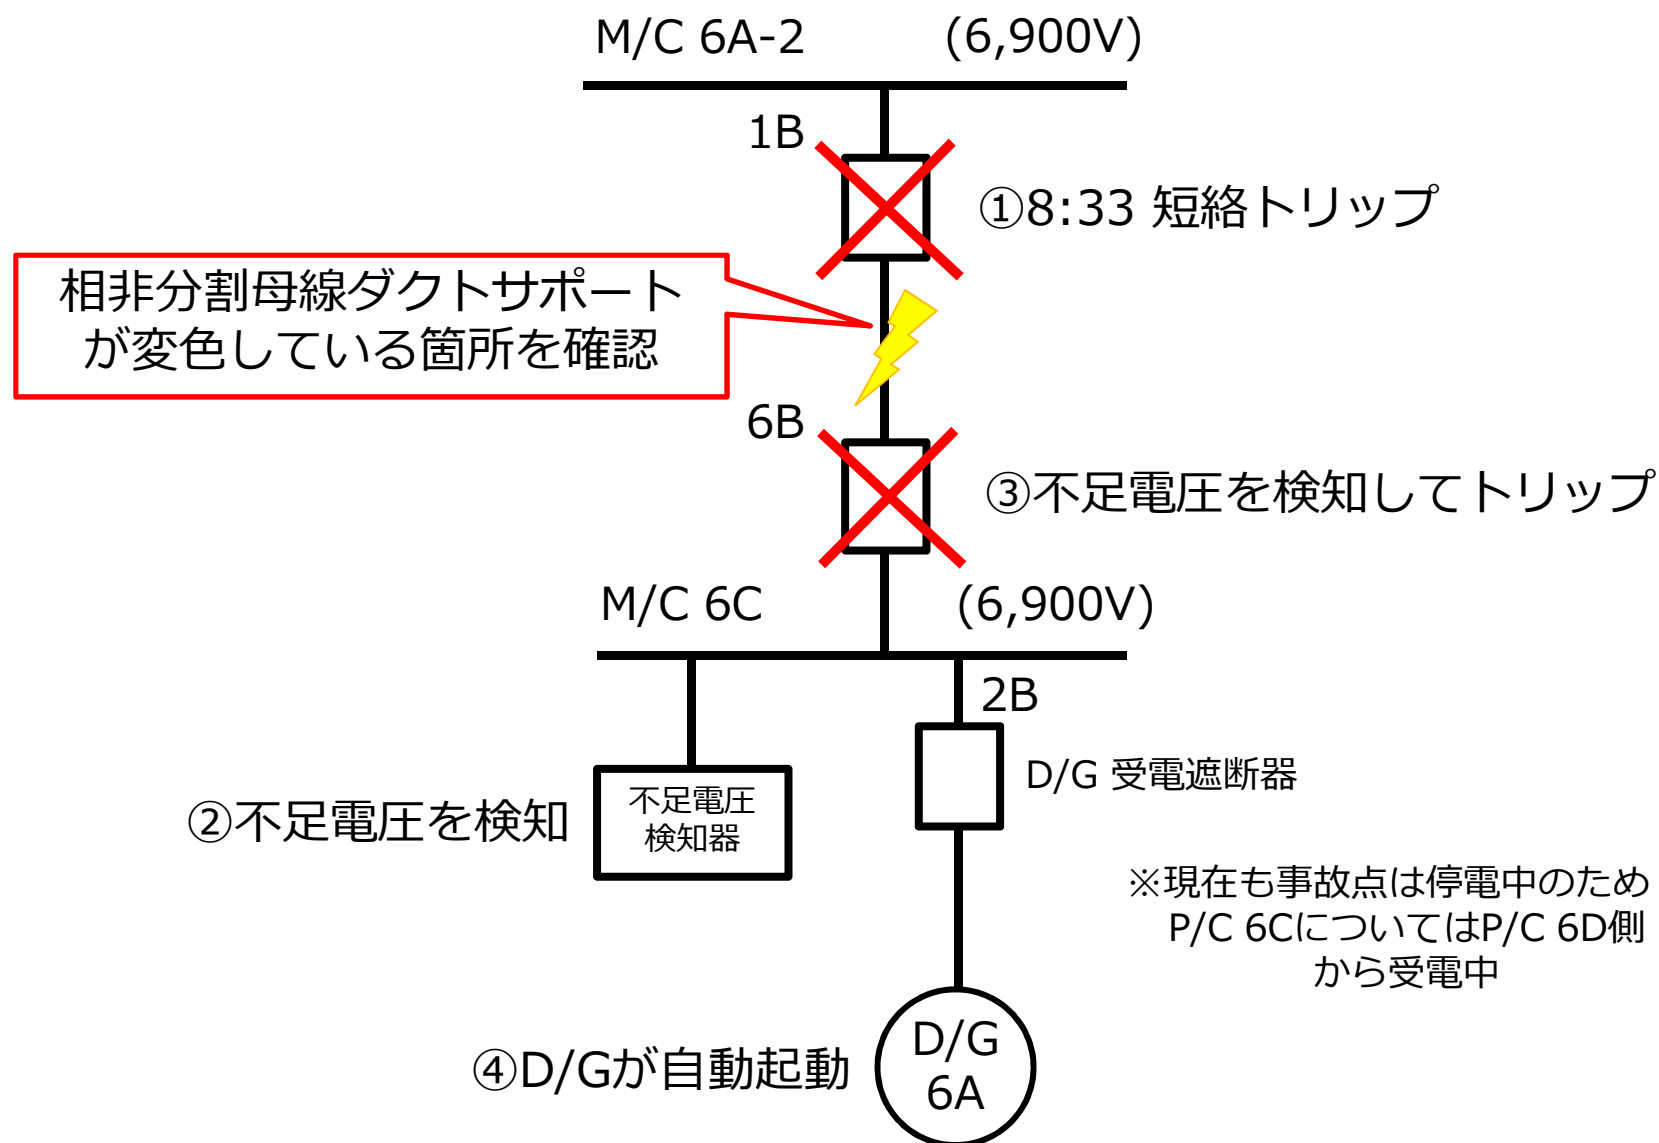 M/C 6A-2 (6,900V)
1B
①8:33 短絡トリップ
相非分割母線ダクトサポート
が変色している箇所を確認
6B
③不足電圧を検知してトリップ
M/C 6C (6,900V)
2B
D/G 受電遮断器
②不足電圧を検知
不足電圧
検知器
※現在も事故点は停電中のため
P/C 6CについてはP/C 6D側
から受電中
④D/Gが自動起動
D/G
6A